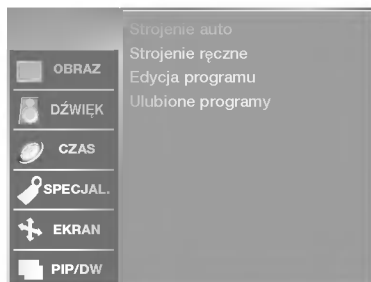 Strojenie auto
Strojenie ręczne
Edycja programu
Ulubione programy
OBRAZ
DŹWIĘK
CZAS
SPECJAL.
EKRAN
PIP/DW